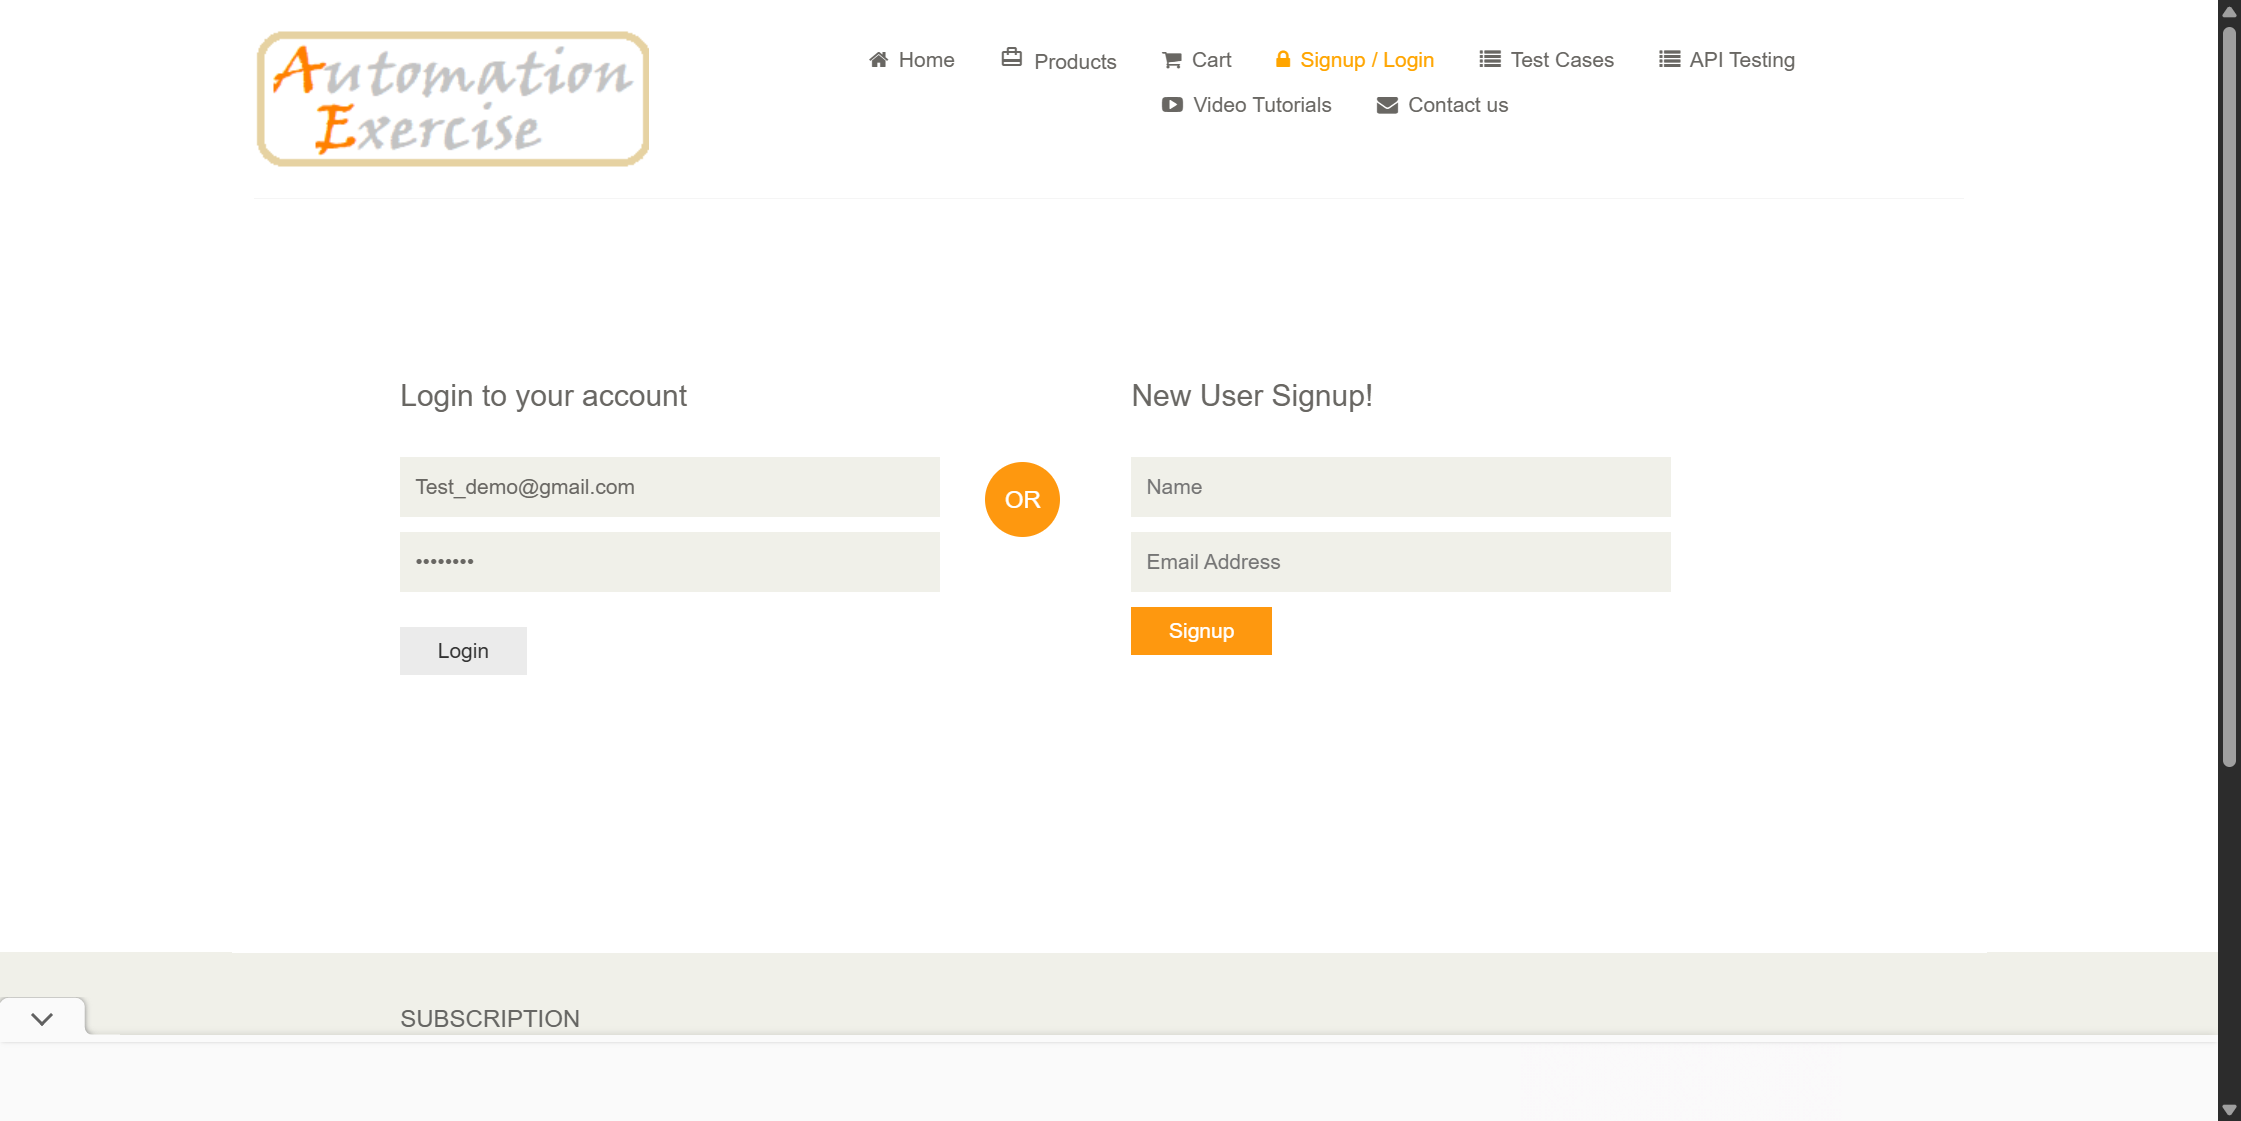 Automation
Exercise
Home Products Cart Signup / Login Test Cases API Testing
Video Tutorials Contact us
Login to your account
Test_demo@gmail.com
••••••••
Login
OR
New User Signup!
Name
Email Address
Signup
SUBSCRIPTION